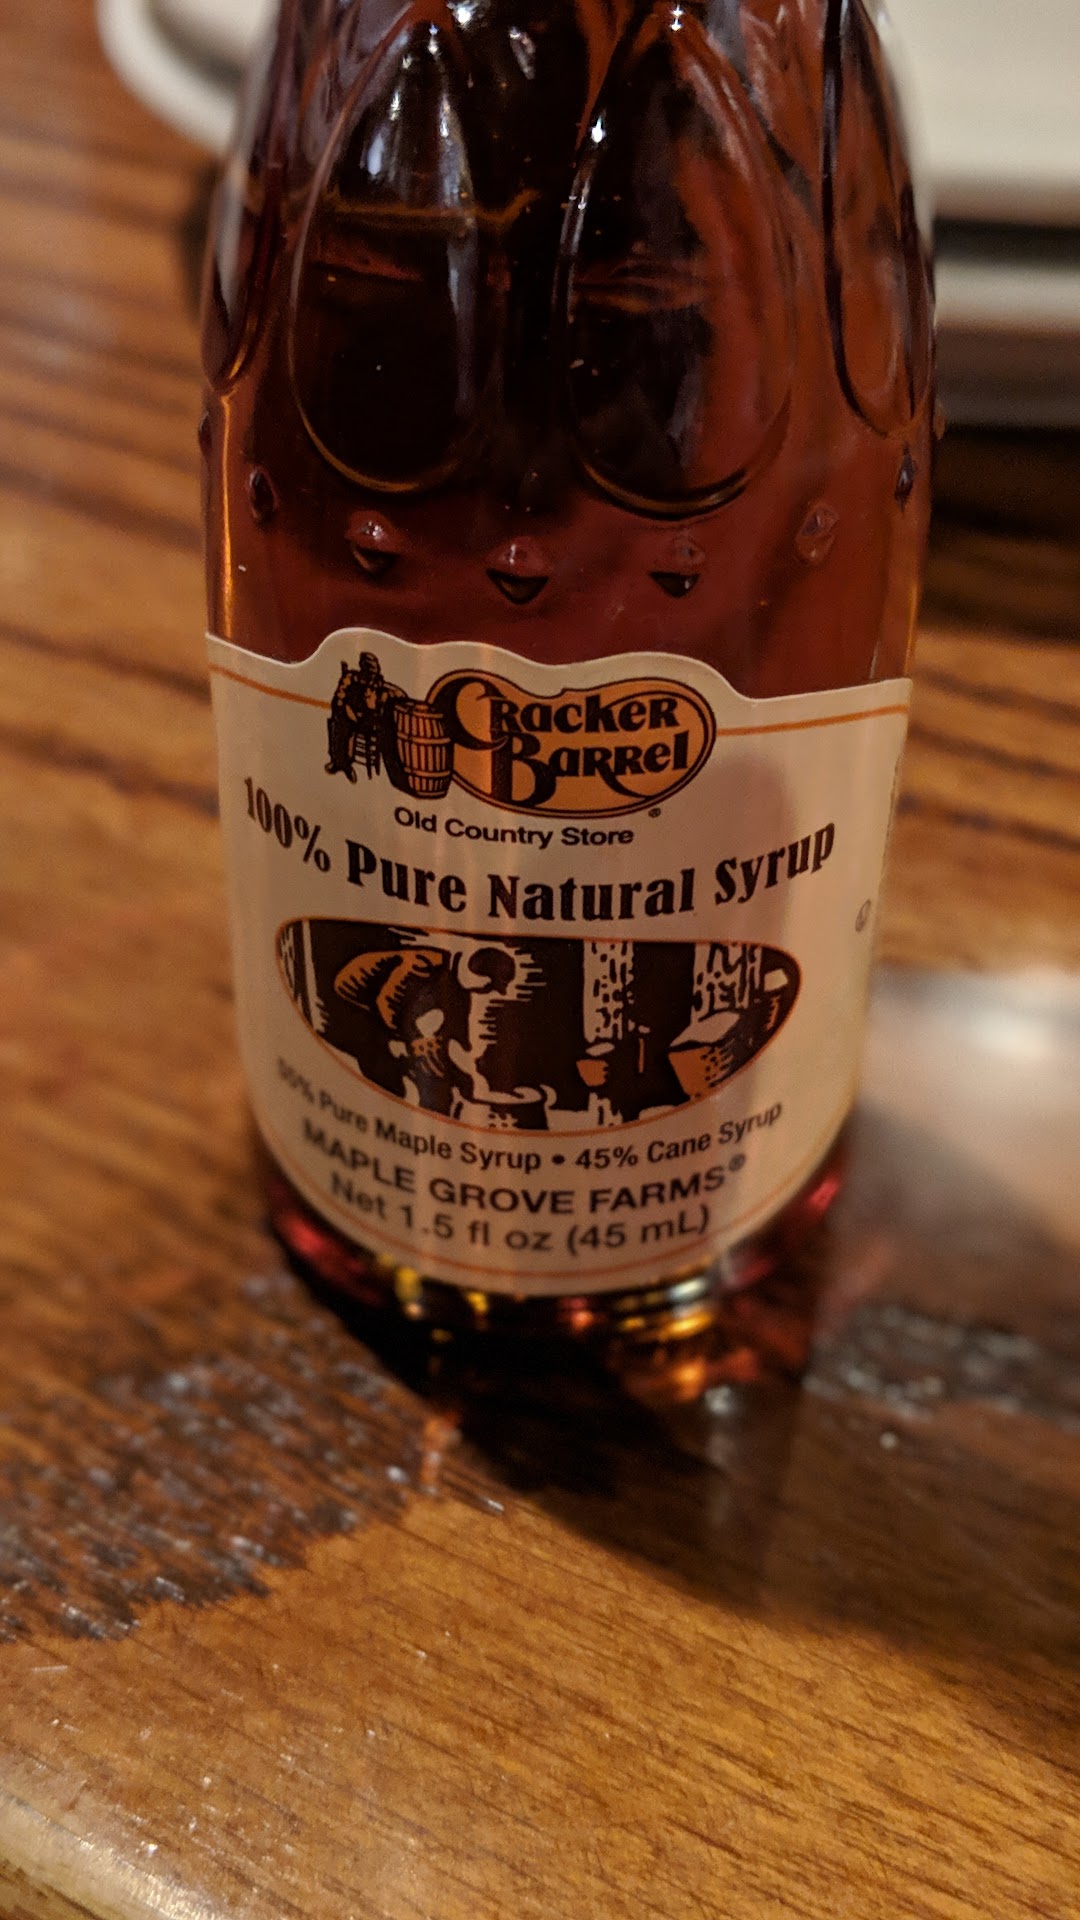 Cracker
Barrel®
Old Country Store
100% Pure Natural Syrup
55% Pure Maple Syrup • 45% Cane Syrup
MAPLE GROVE FARMS®
Net 1.5 fl oz (45 mL)